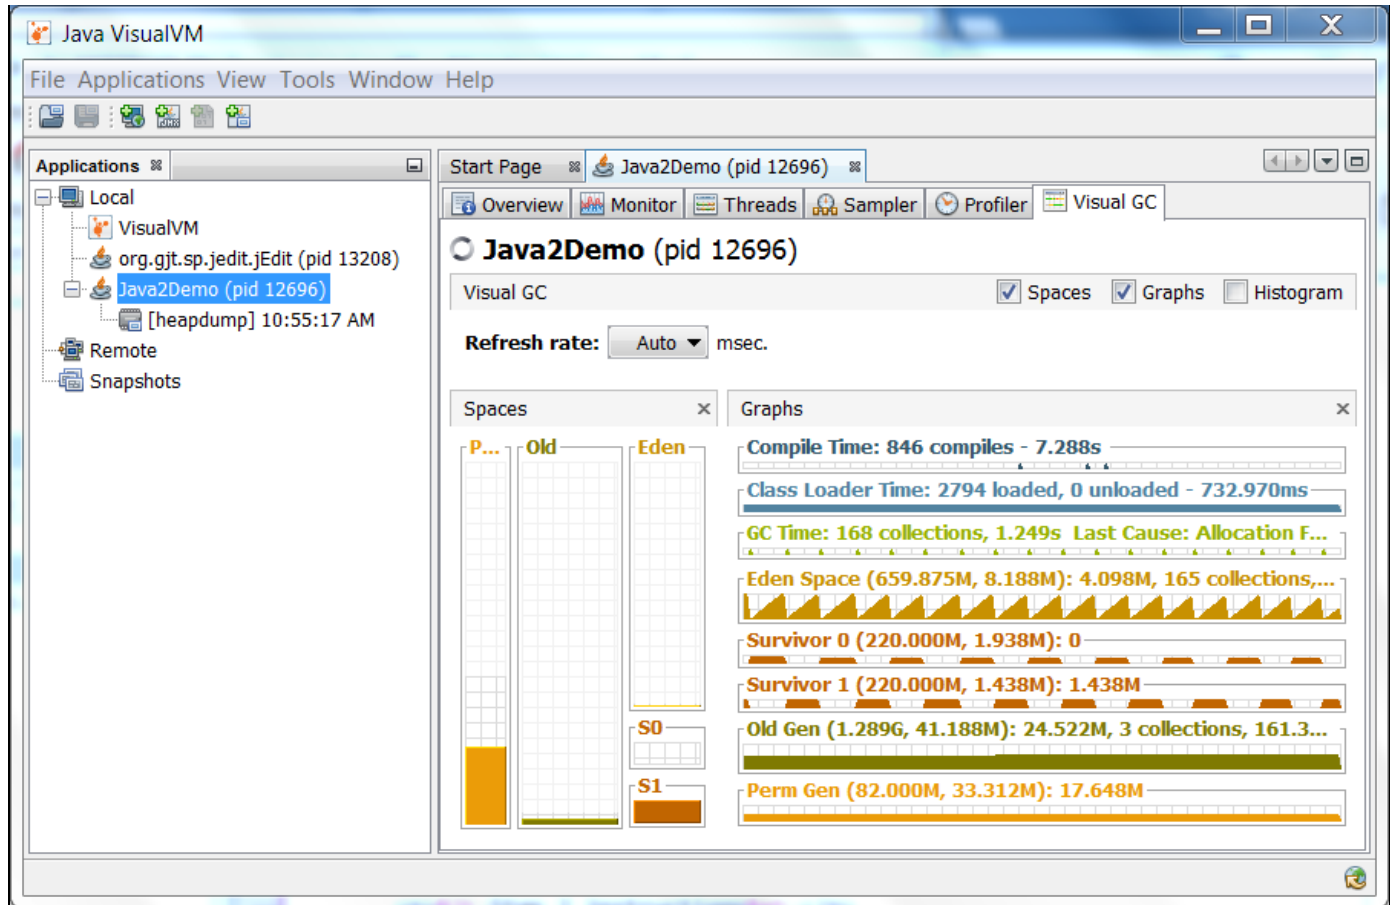 Java VisualVM
File Applications View Tools Window Help
Applications
Local
VisualVM
org.gjt.sp.jedit.jEdit (pid 13208)
Java2Demo (pid 12696)
[heapdump] 10:55:17 AM
Remote
Snapshots
Start Page Java2Demo (pid 12696)
Overview Monitor Threads Sampler Profiler Visual GC
Java2Demo (pid 12696)
Visual GC Spaces Graphs Histogram
Refresh rate: Auto msec.
Spaces
P... Old Eden
S0
S1
Graphs
Compile Time: 846 compiles - 7.288s
Class Loader Time: 2794 loaded, 0 unloaded - 732.970ms
GC Time: 168 collections, 1.249s Last Cause: Allocation F...
Eden Space (659.875M, 8.188M): 4.098M, 165 collections,...
Survivor 0 (220.000M, 1.938M): 0
Survivor 1 (220.000M, 1.438M): 1.438M
Old Gen (1.289G, 41.188M): 24.522M, 3 collections, 161.3...
Perm Gen (82.000M, 33.312M): 17.648M